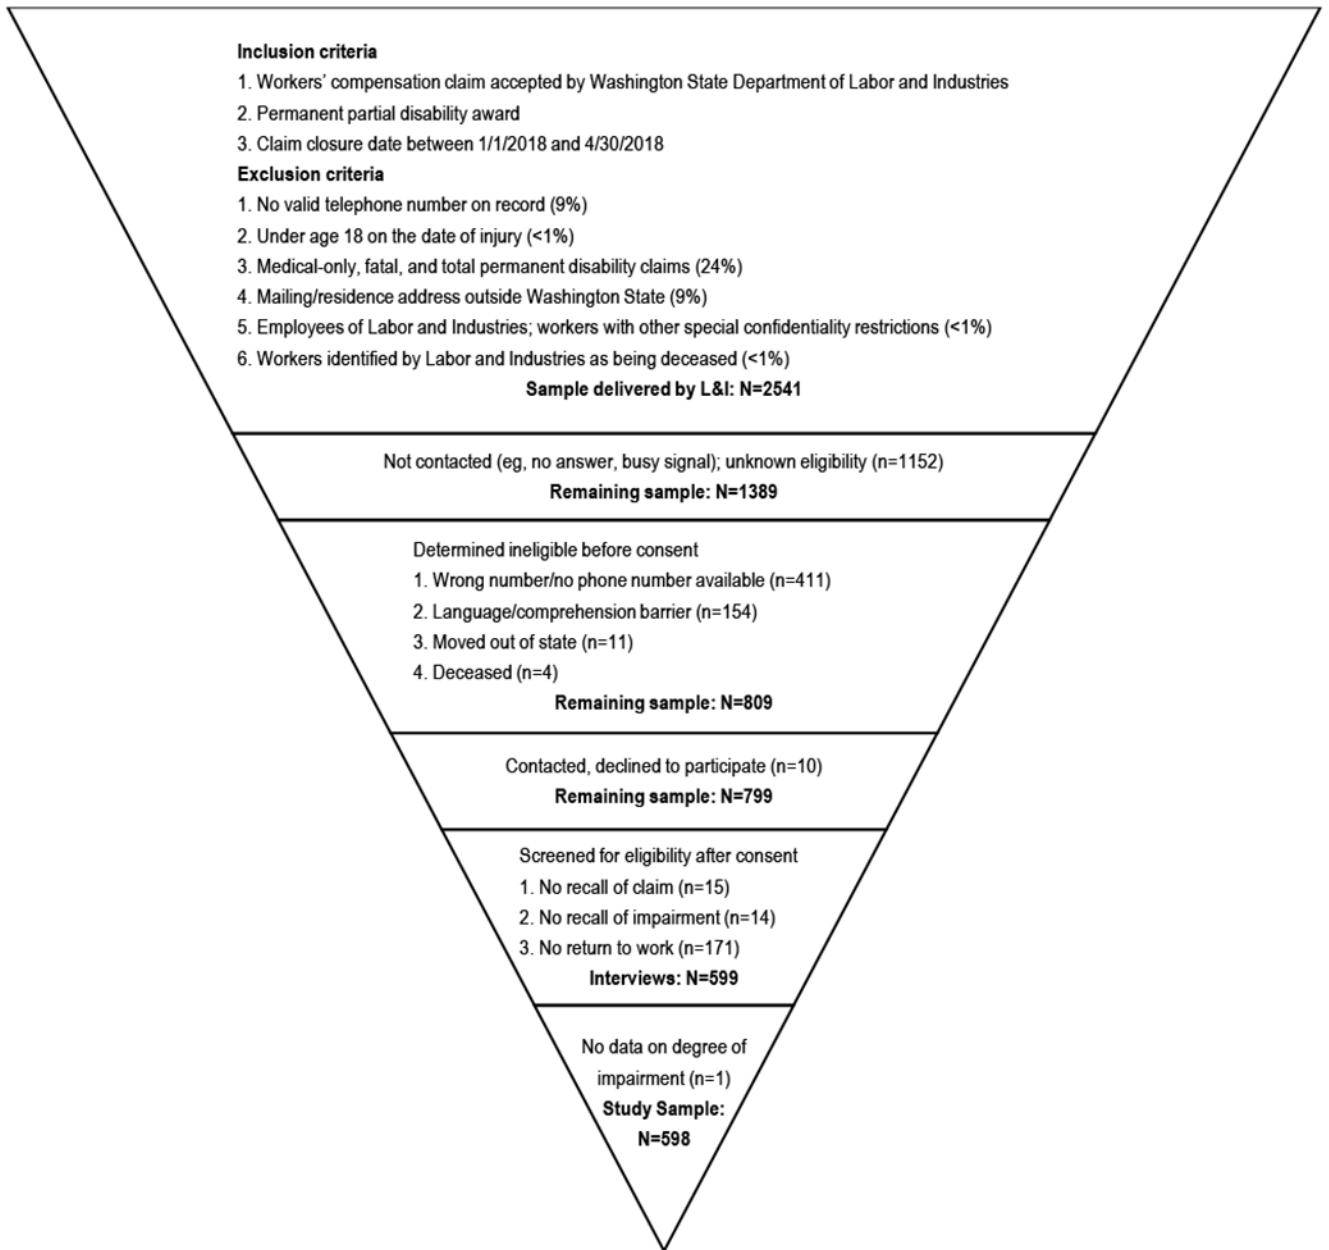 Inclusion criteria
1. Workers’ compensation claim accepted by Washington State Department of Labor and Industries
2. Permanent partial disability award
3. Claim closure date between 1/1/2018 and 4/30/2018
Exclusion criteria
1. No valid telephone number on record (9%)
2. Under age 18 on the date of injury (<1%)
3. Medical-only, fatal, and total permanent disability claims (24%)
4. Mailing/residence address outside Washington State (9%)
5. Employees of Labor and Industries; workers with other special confidentiality restrictions (<1%)
6. Workers identified by Labor and Industries as being deceased (<1%)
Sample delivered by L&I: N=2541
Not contacted (eg, no answer, busy signal); unknown eligibility (n=1152)
Remaining sample: N=1389
Determined ineligible before consent
1. Wrong number/no phone number available (n=411)
2. Language/comprehension barrier (n=154)
3. Moved out of state (n=11)
4. Deceased (n=4)
Remaining sample: N=809
Contacted, declined to participate (n=10)
Remaining sample: N=799
Screened for eligibility after consent
1. No recall of claim (n=15)
2. No recall of impairment (n=14)
3. No return to work (n=171)
Interviews: N=599
No data on degree of
impairment (n=1)
Study Sample:
N=598